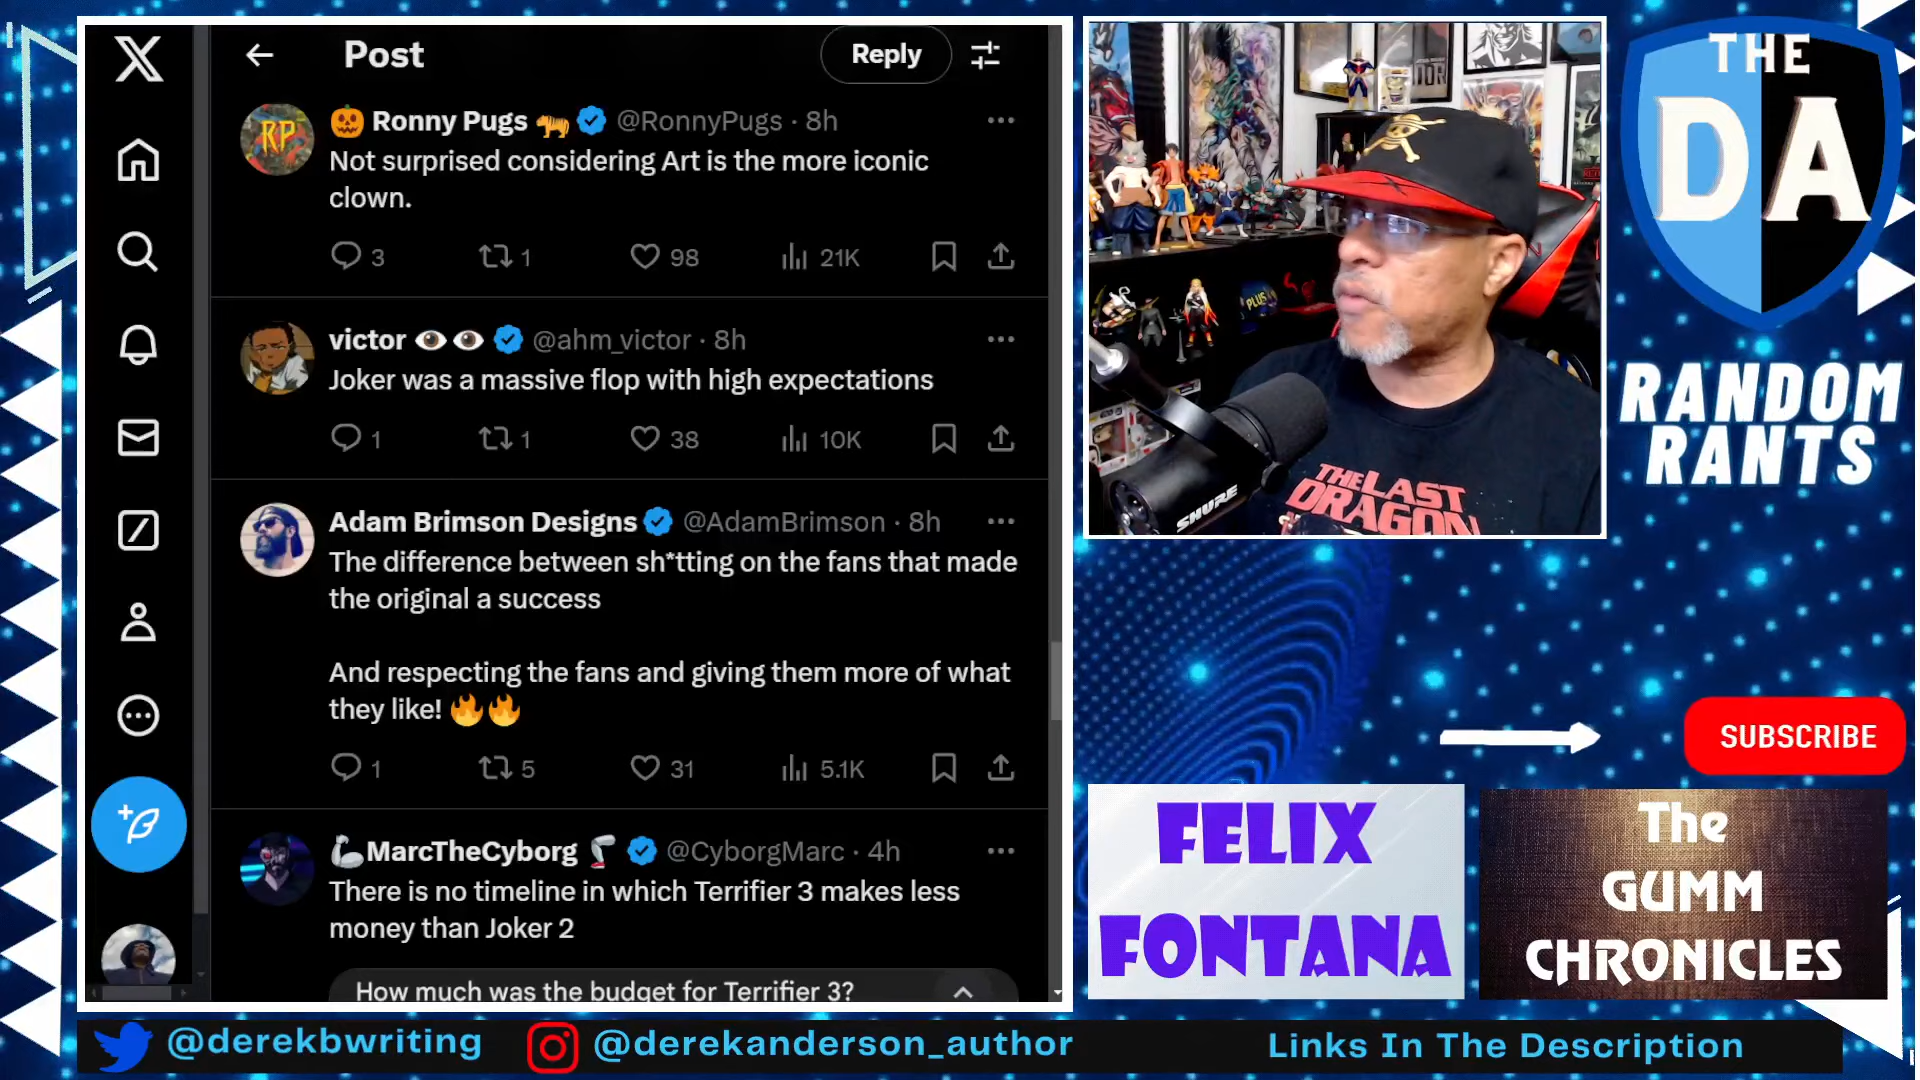 Post
Reply
Ronny Pugs @RonnyPugs · 8h
Not surprised considering Art is the more iconic
clown.
3 1 98 21K
victor @ahm_victor · 8h
Joker was a massive flop with high expectations
1 1 38 10K
Adam Brimson Designs @AdamBrimson · 8h
The difference between sh*tting on the fans that made
the original a success
And respecting the fans and giving them more of what
they like! 🔥🔥
1 5 31 5.1K
MarcTheCyborg @CyborgMarc · 4h
There is no timeline in which Terrifier 3 makes less
money than Joker 2
How much was the budget for Terrifier 3?
RP
PLUS
SHURE
THE LAST
DRAGON
THE
DA
RANDOM
RANTS
SUBSCRIBE
FELIX
FONTANA
The
GUMM
CHRONICLES
@derekbwriting
@derekanderson_author
Links In The Description